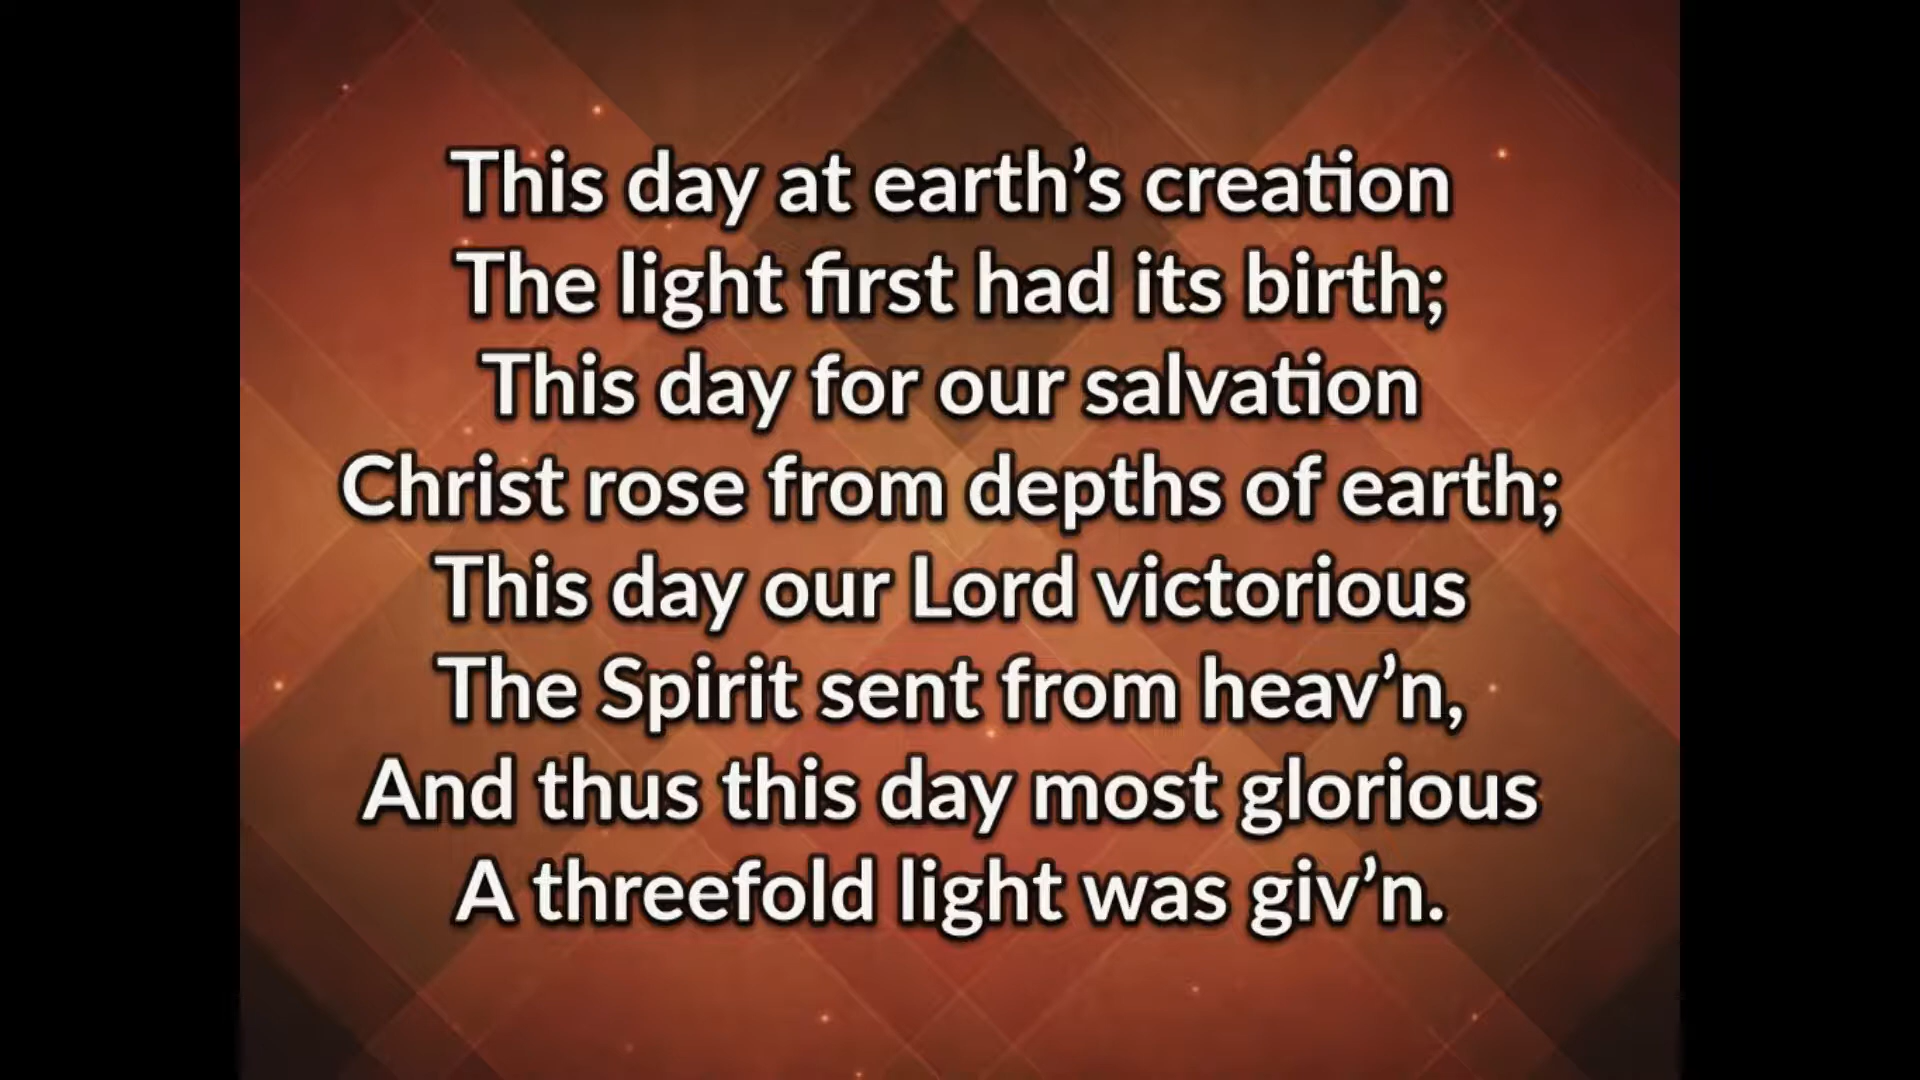 This day at earth’s creation
The light first had its birth;
This day for our salvation
Christ rose from depths of earth;
This day our Lord victorious
The Spirit sent from heav’n,
And thus this day most glorious
A threefold light was giv’n.